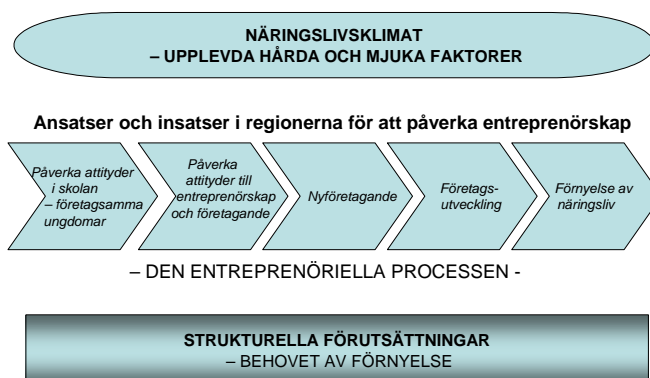 NÄRINGSLIVSKLIMAT
– UPPLEVDA HÅRDA OCH MJUKA FAKTORER
Ansatser och insatser i regionerna för att påverka entreprenörskap
Påverka attityder
i skolan
– företagsamma
ungdomar
Påverka
attityder till
entreprenörskap
och företagande
Nyföretagande
Företags-
utveckling
Förnyelse av
näringsliv
– DEN ENTREPRENÖRIELLA PROCESSEN -
STRUKTURELLA FÖRUTSÄTTNINGAR
– BEHOVET AV FÖRNYELSE